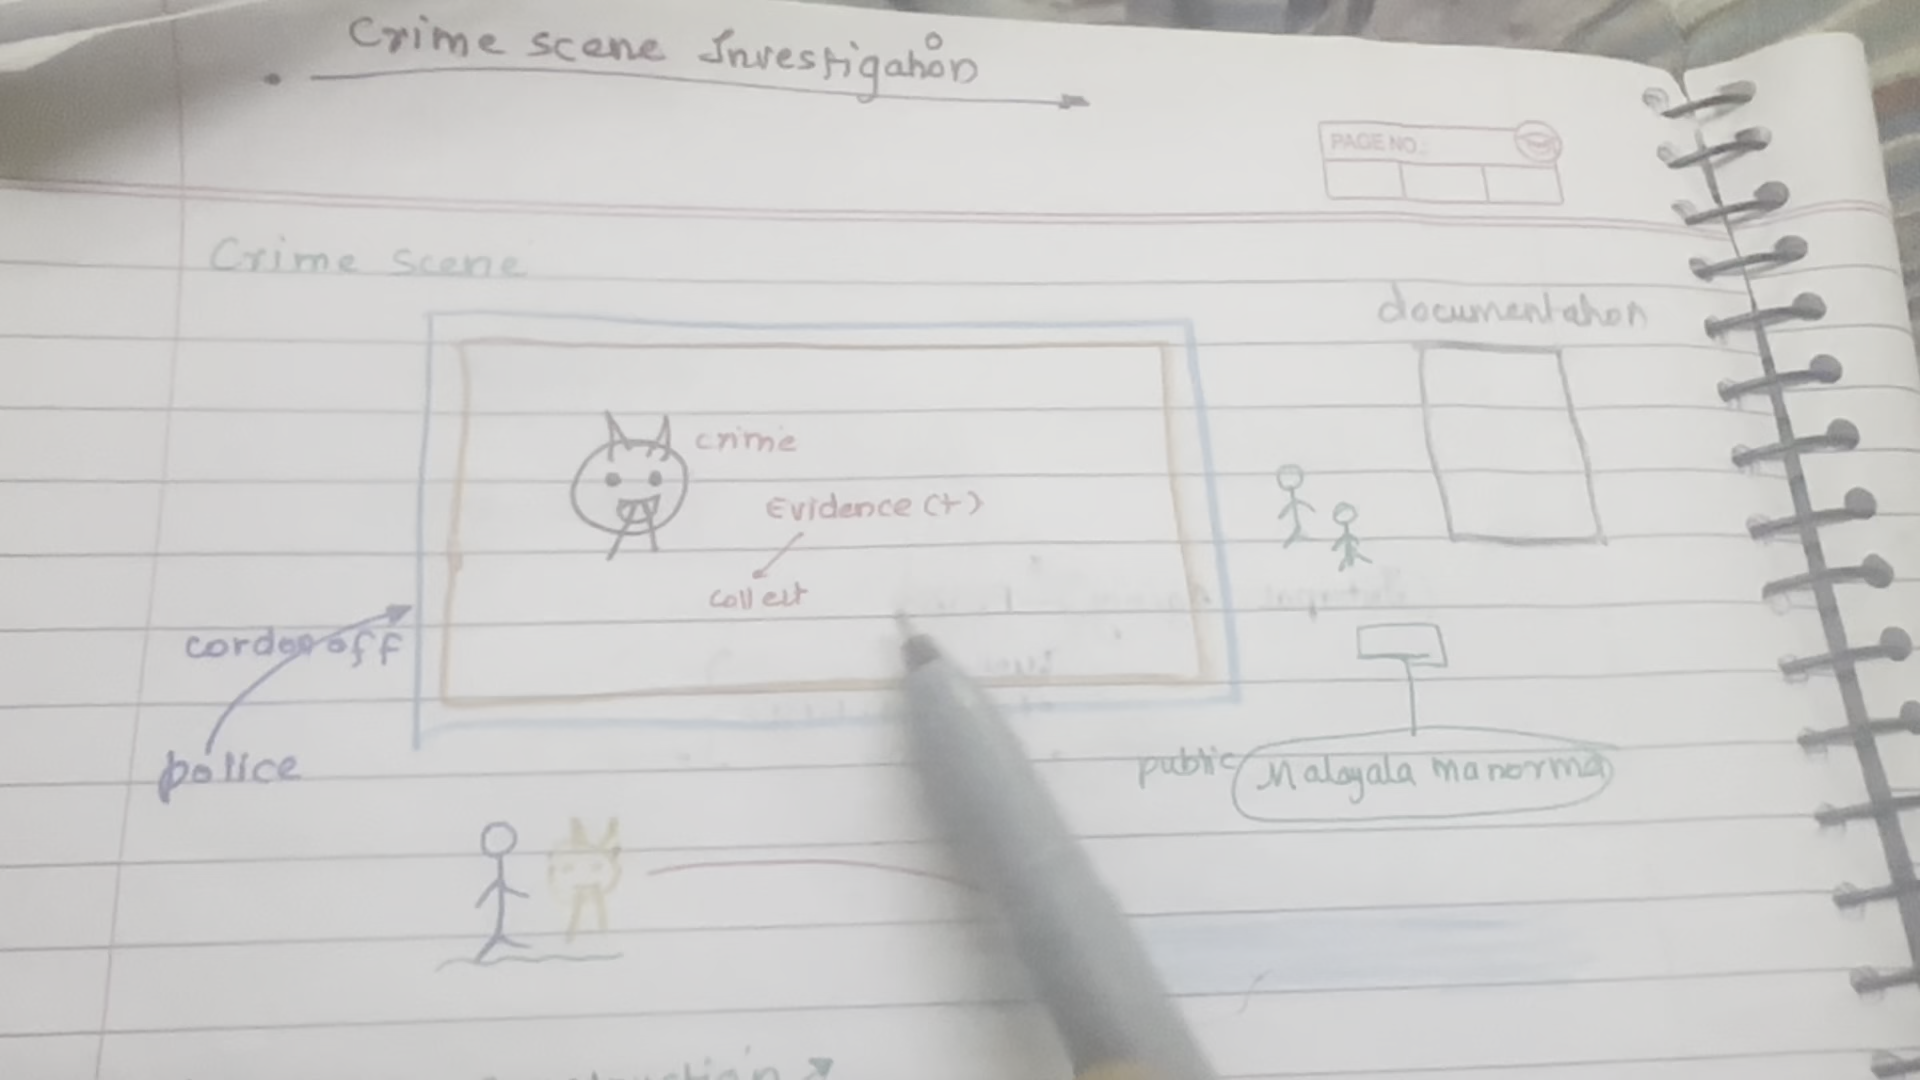 Crime scene Investigation
PAGE NO.:
Crime scene
documentation
crime
Evidence (+)
collect
cordon off
police
public
Malayala manorma